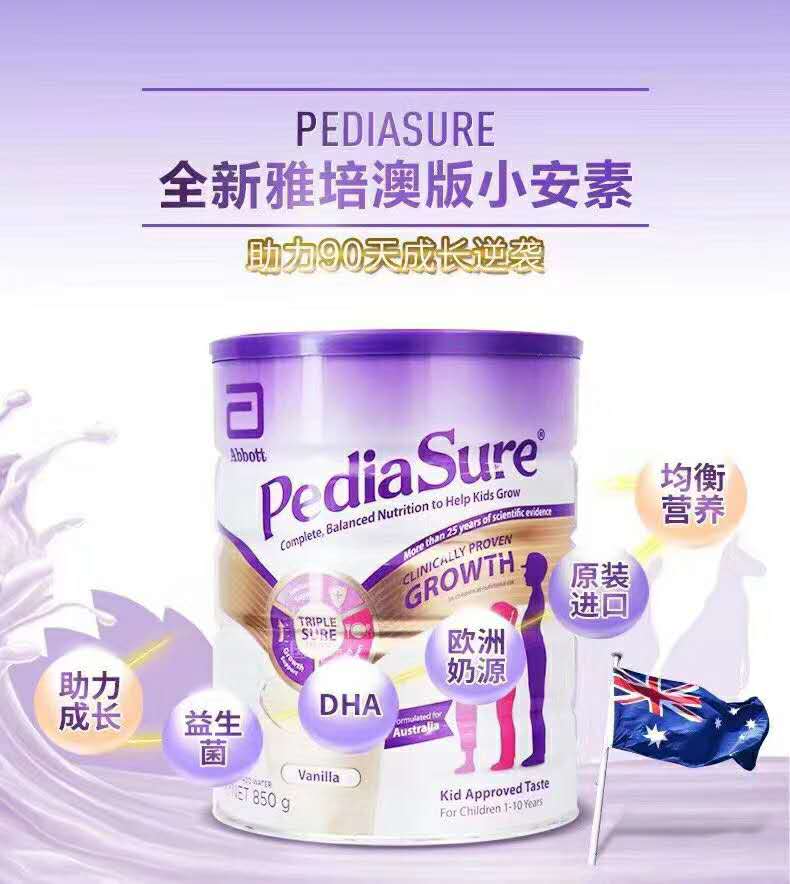 PEDIASURE
全新雅培澳版小安素
助力90天成长逆袭
Abbott
PediaSure®
Complete, Balanced Nutrition to Help Kids Grow
More than 25 years of scientific evidence
CLINICALLY PROVEN
GROWTH
TRIPLE
SURE
Growth
Support
均衡
营养
原装
进口
欧洲
奶源
DHA
益生
菌
助力
成长
Formulated for
Australia
Vanilla
WATER
NET 850 g
Kid Approved Taste
For Children 1-10 Years